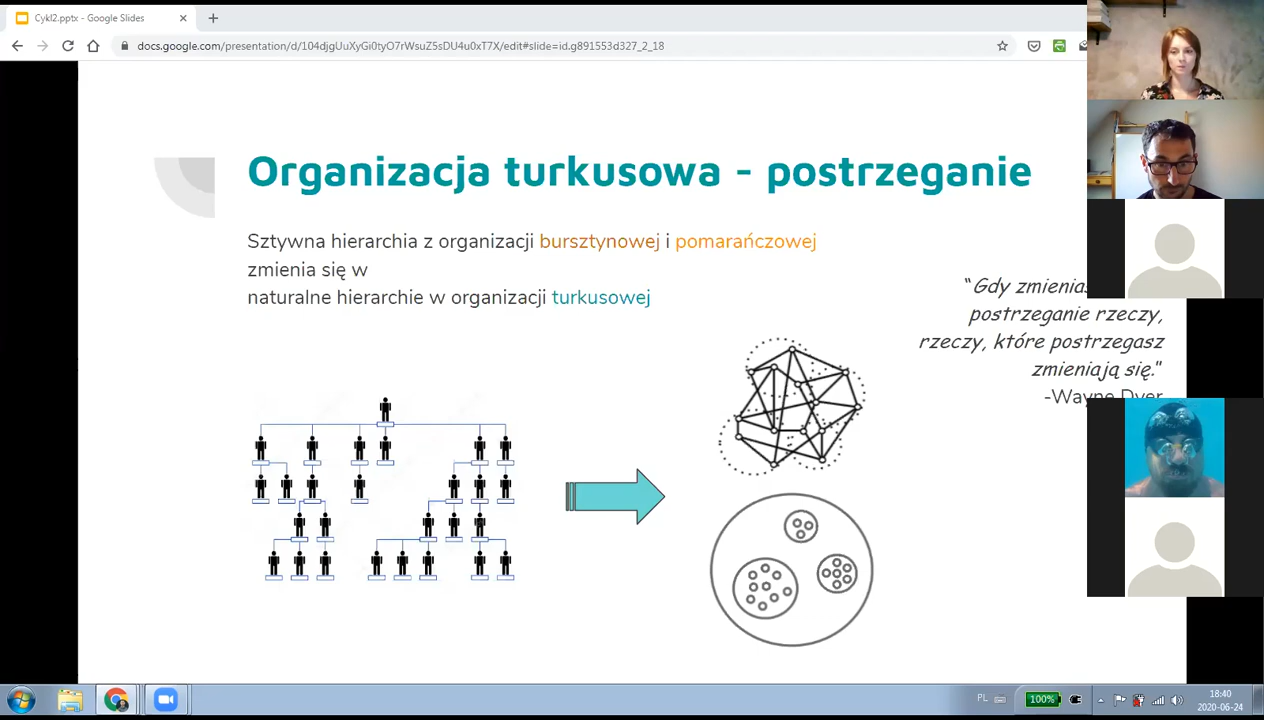 Cykl2.pptx - Google Slides
docs.google.com/presentation/d/104djgUuXyGi0tyO7rWsuZ5sDU4u0xT7X/edit#slide=id.g891553d327_2_18
Organizacja turkusowa - postrzeganie
Sztywna hierarchia z organizacji bursztynowej i pomarańczowej
zmienia się w
naturalne hierarchie w organizacji turkusowej
“Gdy
postrzeganie rzeczy,
rzeczy, które postrzegasz
zmieniają się.”
-Wayne Dyer
PL
100%
18:40
2020-06-24